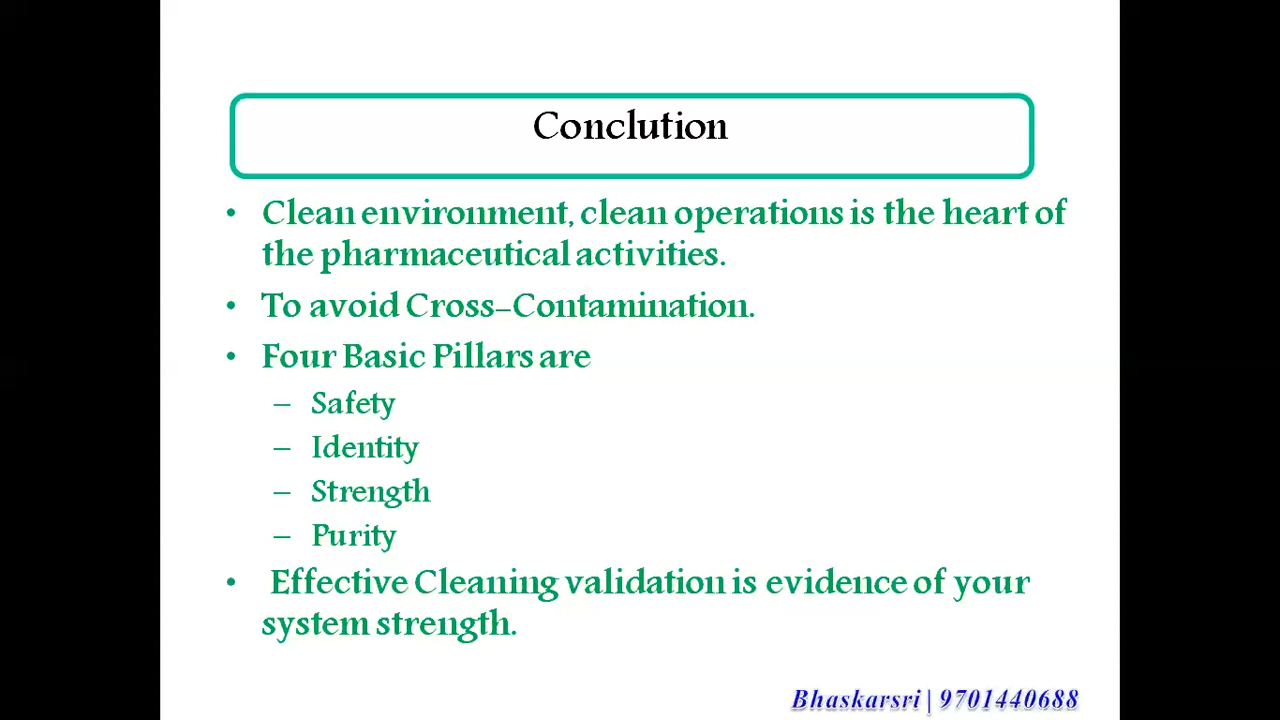 Conclution
• Clean environment, clean operations is the heart of
the pharmaceutical activities.
• To avoid Cross-Contamination.
• Four Basic Pillars are
– Safety
– Identity
– Strength
– Purity
• Effective Cleaning validation is evidence of your
system strength.
Bhaskarsri | 9701440688